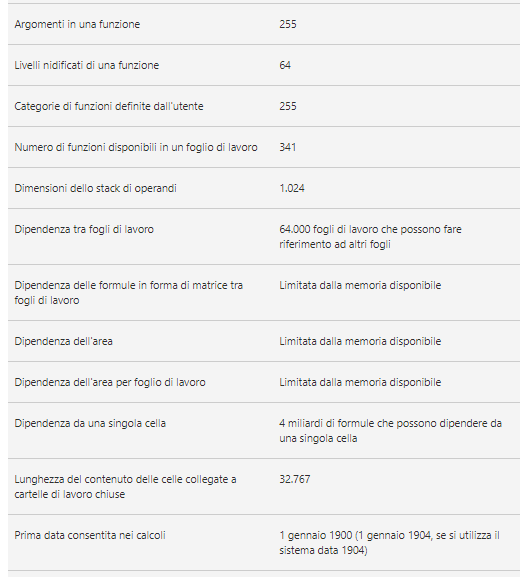 Argomenti in una funzione 255
Livelli nidificati di una funzione 64
Categorie di funzioni definite dall'utente 255
Numero di funzioni disponibili in un foglio di lavoro 341
Dimensioni dello stack di operandi 1.024
Dipendenza tra fogli di lavoro 64.000 fogli di lavoro che possono fare
riferimento ad altri fogli
Dipendenza delle formule in forma di matrice tra Limitata dalla memoria disponibile
fogli di lavoro
Dipendenza dell'area Limitata dalla memoria disponibile
Dipendenza dell'area per foglio di lavoro Limitata dalla memoria disponibile
Dipendenza da una singola cella 4 miliardi di formule che possono dipendere da
una singola cella
Lunghezza del contenuto delle celle collegate a 32.767
cartelle di lavoro chiuse
Prima data consentita nei calcoli 1 gennaio 1900 (1 gennaio 1904, se si utilizza il
sistema data 1904)